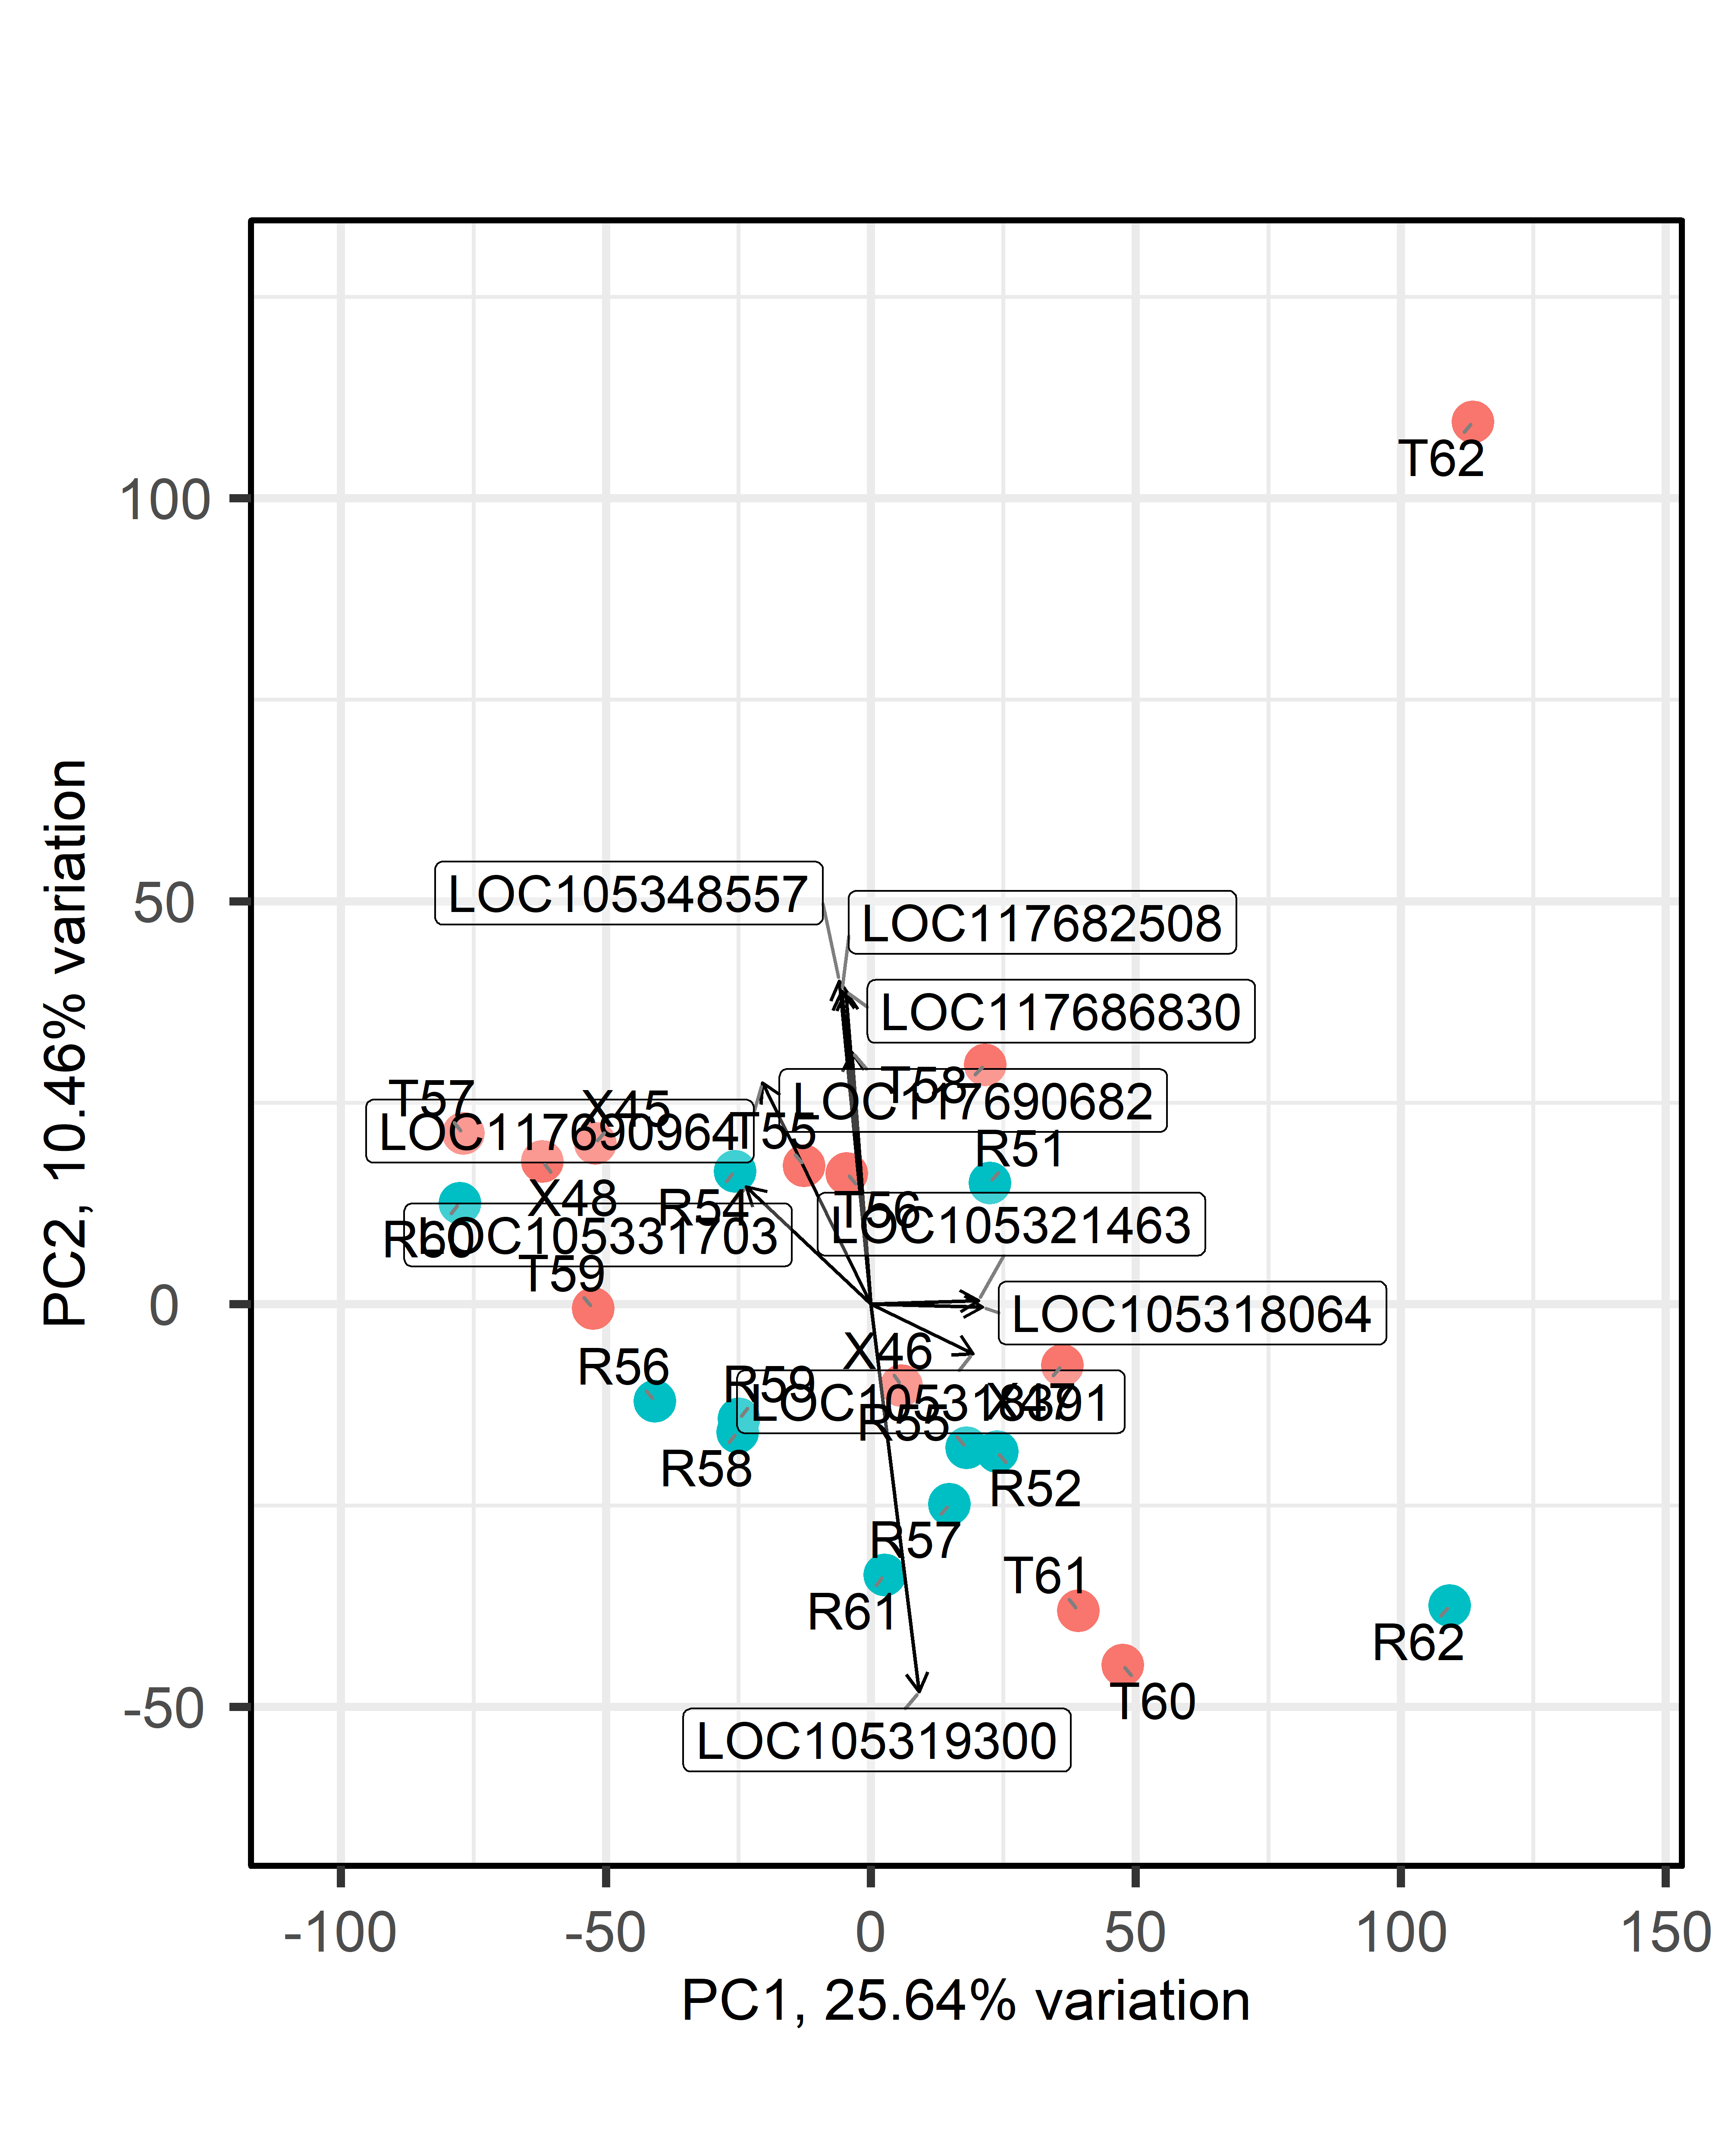 T62
100
LOC105348557
50
LOC117682508
LOC117686830
T58
LOC117690682
T57
X45
LOC117690964
T55
R51
X48
R54
T56
LOC105321463
R60
LOC105331703
T59
0
LOC105318064
X46
R56
R59
X47
R55
R58
R52
R57
T61
R61
R62
-50
T60
LOC105319300
-100
-50
0
50
100
150
PC1, 25.64% variation
PC2, 10.46% variation